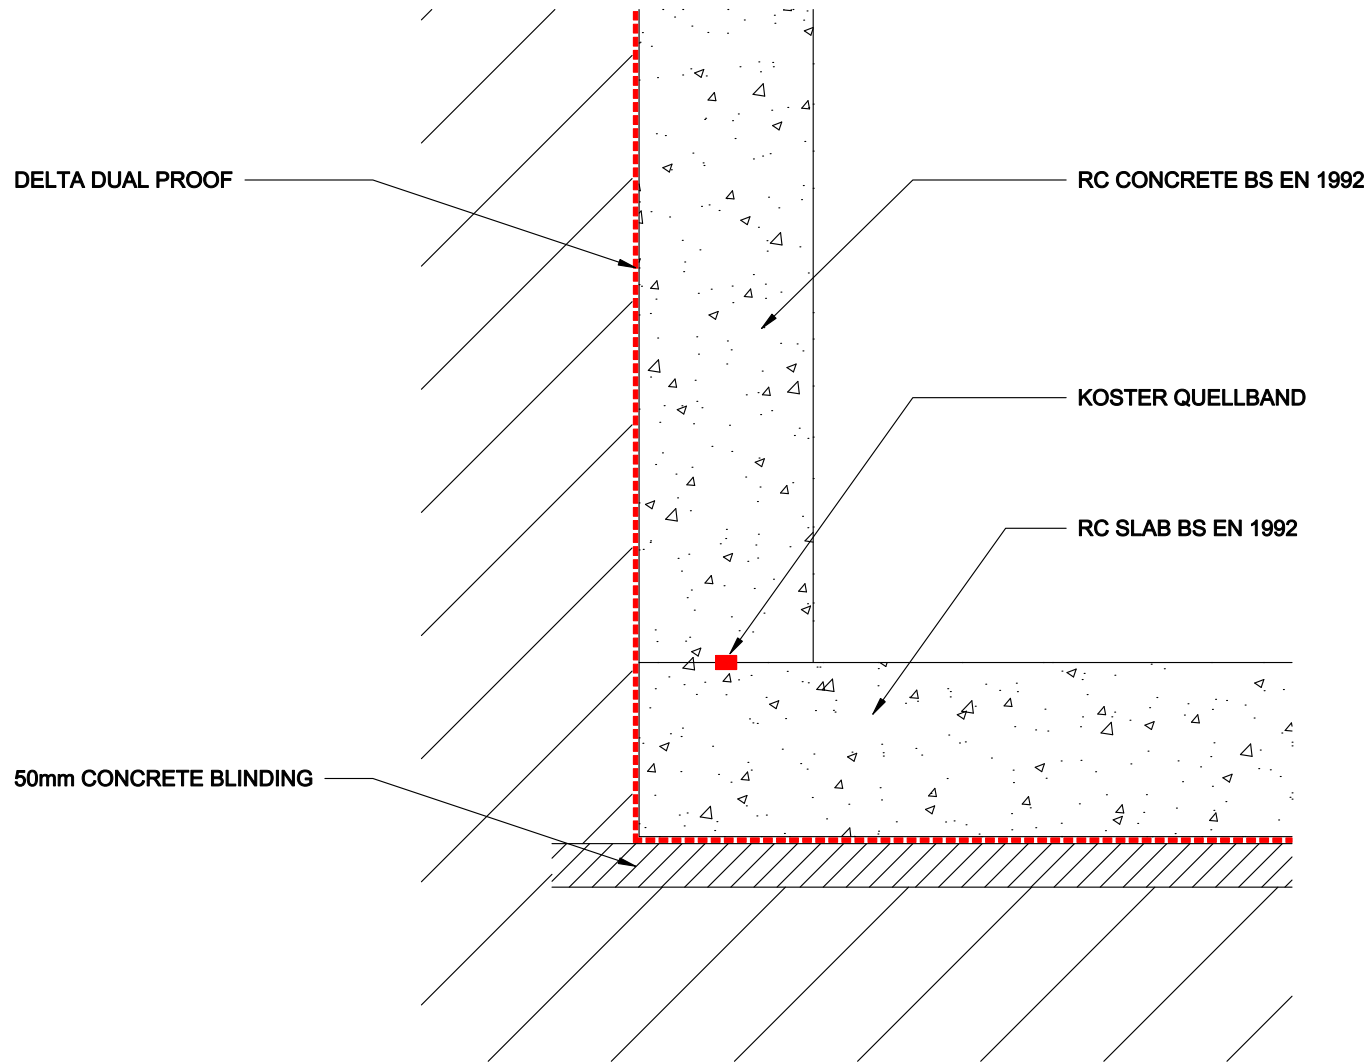 DELTA DUAL PROOF
RC CONCRETE BS EN 1992
KOSTER QUELLBAND
RC SLAB BS EN 1992
50mm CONCRETE BLINDING